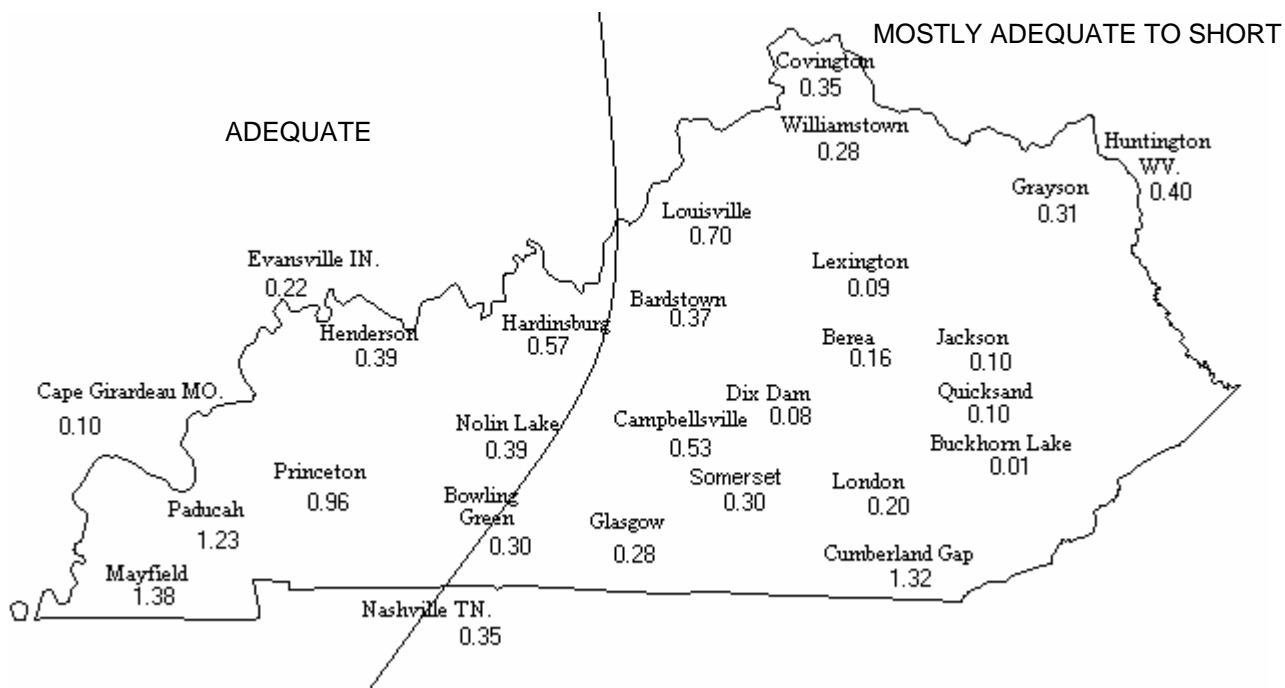 MOSTLY ADEQUATE TO SHORT
Covington
0.35
ADEQUATE
Williamstown
0.28
Huntington
WV.
0.40
Grayson
0.31
Louisville
0.70
Evansville IN.
0.22
Lexington
0.09
Bardstown
0.37
Hardinsburg
0.57
Henderson
0.39
Berea
0.16
Jackson
0.10
Cape Girardeau MO.
0.10
Dix Dam
0.08
Quicksand
0.10
Nolin Lake
0.39
Campbellsville
0.53
Buckhorn Lake
0.01
Princeton
0.96
Somerset
0.30
London
0.20
Paducah
1.23
Bowling
Green
0.30
Glasgow
0.28
Cumberland Gap
1.32
Mayfield
1.38
Nashville TN.
0.35